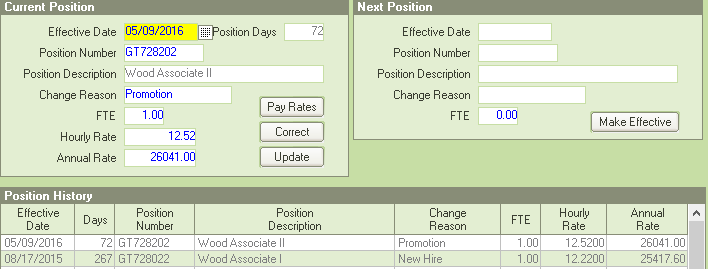 Current Position
Effective Date 05/09/2016 Position Days 72
Position Number GT728202
Position Description Wood Associate II
Change Reason Promotion
FTE 1.00 Pay Rates
Hourly Rate 12.52 Correct
Annual Rate 26041.00 Update
Next Position
Effective Date
Position Number
Position Description
Change Reason
FTE 0.00 Make Effective
Position History
Effective Date Days Position Number Position Description Change Reason FTE Hourly Rate Annual Rate
05/09/2016 72 GT728202 Wood Associate II Promotion 1.00 12.5200 26041.00
08/17/2015 267 GT728022 Wood Associate I New Hire 1.00 12.2200 25417.60